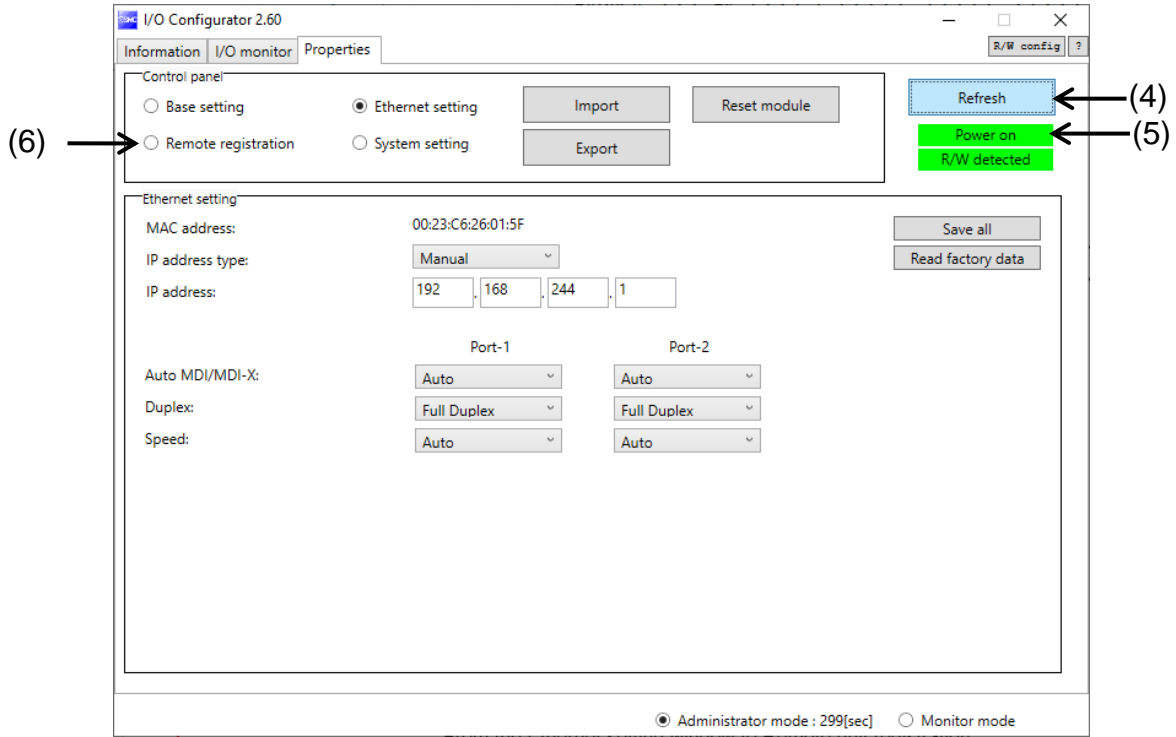 I/O Configurator 2.60
Information I/O monitor Properties R/W config ?
Control panel
Base setting Ethernet setting Import Reset module Refresh (4)
Power on (5)
(6) Remote registration System setting Export
R/W detected
Ethernet setting
MAC address: 00:23:C6:26:01:5F Save all
IP address type: Manual Read factory data
IP address: 192 . 168 . 244 . 1
Port-1 Port-2
Auto MDI/MDI-X: Auto Auto
Duplex: Full Duplex Full Duplex
Speed: Auto Auto
Administrator mode : 299[sec] Monitor mode